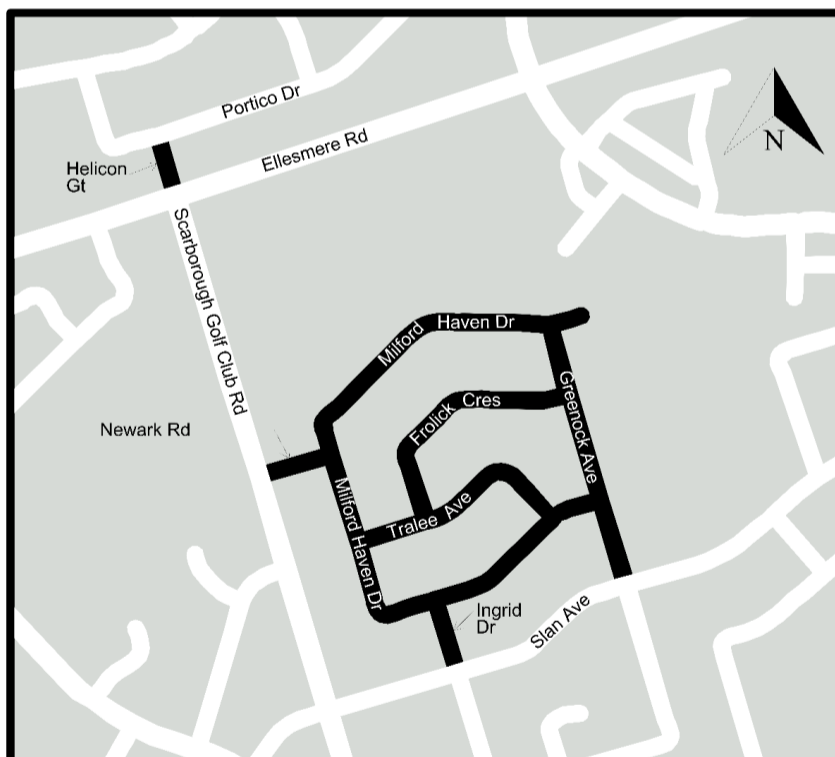 Portico Dr
Ellesmere Rd
N
Helicon
Gt
Scarborough Golf Club Rd
Milford Haven Dr
Greenock Ave
Frolick Cres
Newark Rd
Milford Haven Dr
Tralee Ave
Ingrid
Dr
Slan Ave